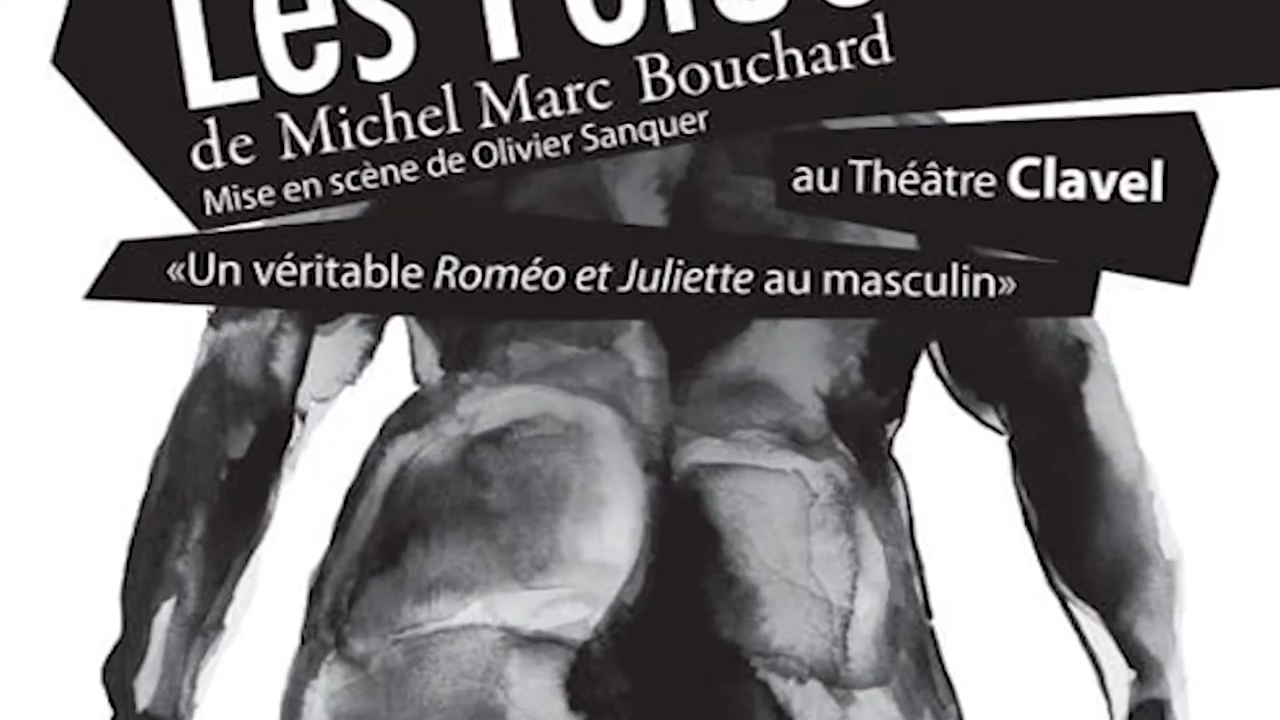 Les
de Michel Marc Bouchard
Mise en scène de Olivier Sanquer
au Théâtre Clavel
«Un véritable Roméo et Juliette au masculin»